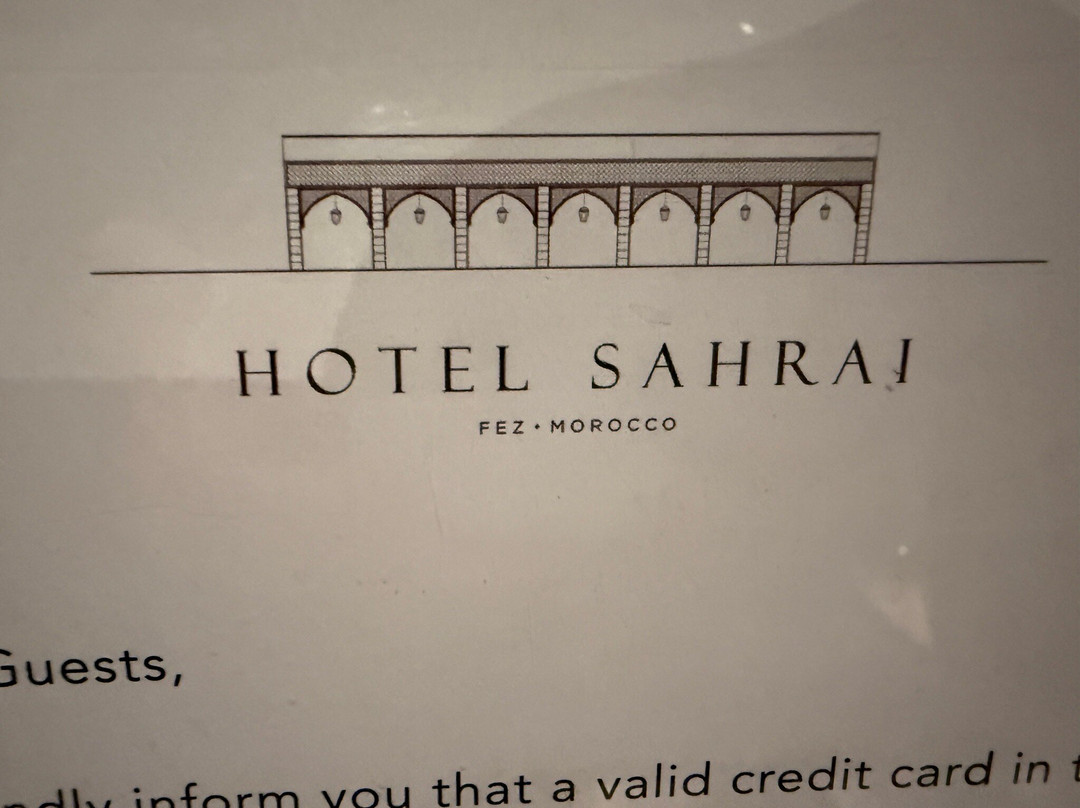 HOTEL SAHRAI
FEZ • MOROCCO
Guests,
inform you that a valid credit card in